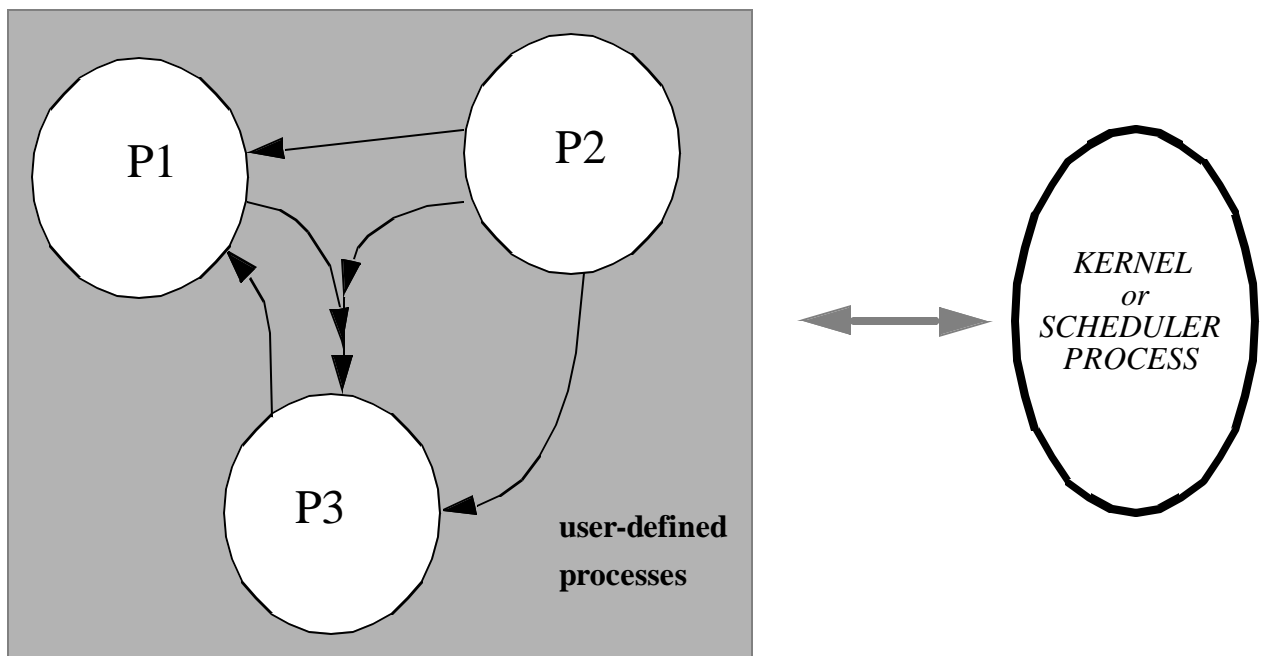 P1
P2
P3
user-defined
processes
KERNEL
or
SCHEDULER
PROCESS